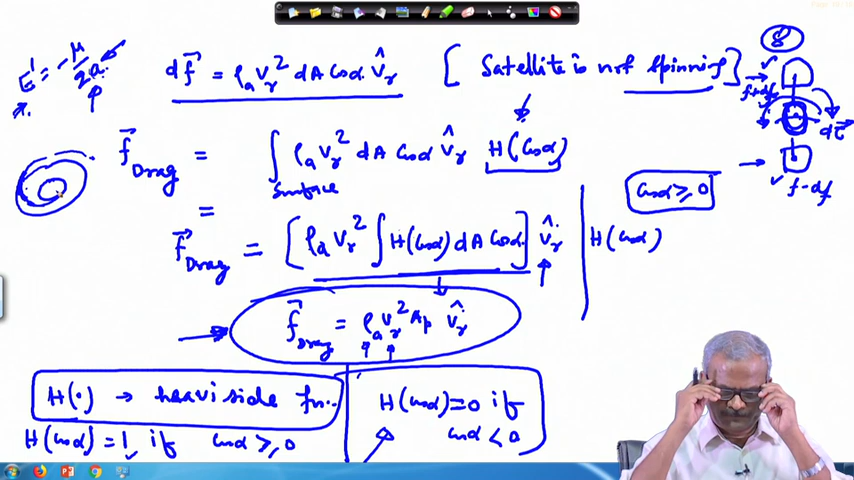 8
E' = -μ/2a
df⃗ = ρₐ Vᵣ² dA Cosα V̂ᵣ [ Satellite is not spinning ]
f+df
dτ⃗
f⃗Drag = ∫Surface ρₐ Vᵣ² dA Cosα V̂ᵣ H(Cosα)
f-df
= 
Cosα ≥ 0
f⃗Drag = [ ρₐ Vᵣ² ∫ H(Cosα) dA Cosα ] V̂ᵣ
H(Cosα)
f⃗Drag = ρₐ Vᵣ² Aₚ V̂ᵣ
H(·) → heaviside fn.
H(Cosα) = 1 if Cosα ≥ 0
H(Cosα) = 0 if
Cosα < 0